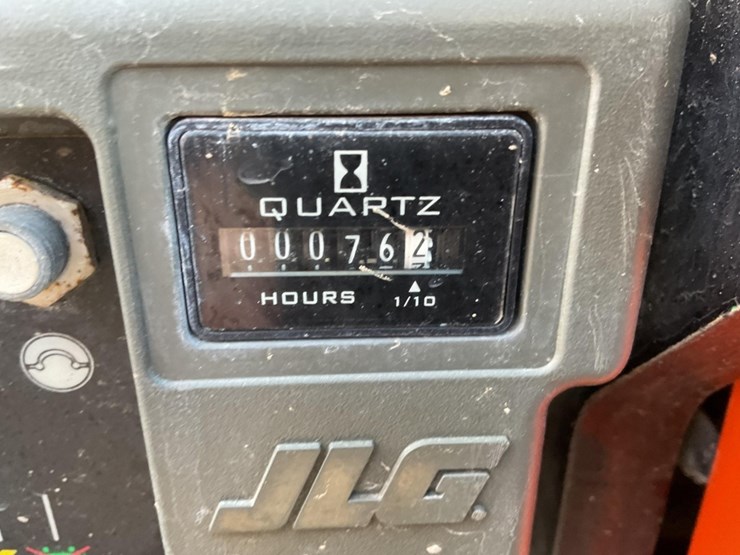 QUARTZ
000762
HOURS 1/10
JLG.